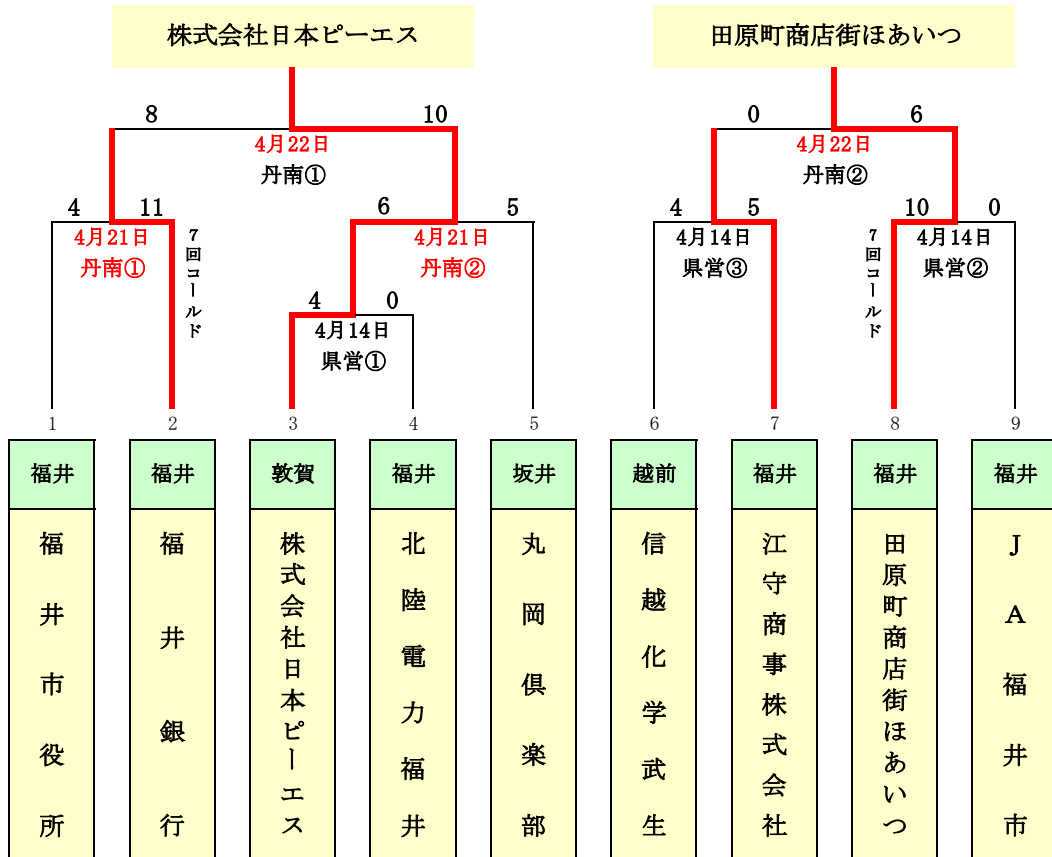 株式会社日本ピーエス
田原町商店街ほあいつ
8
10
0
6
4月22日
丹南①
4月22日
丹南②
4
11
6
5
4
5
10
0
4月21日
丹南①
7回コールド
4月21日
丹南②
4月14日
県営③
7回コールド
4月14日
県営②
4
0
4月14日
県営①
1
2
3
4
5
6
7
8
9
福井
福井
敦賀
福井
坂井
越前
福井
福井
福井
福井市役所
福井銀行
株式会社日本ピーエス
北陸電力福井
丸岡倶楽部
信越化学武生
江守商事株式会社
田原町商店街ほあいつ
JA福井市